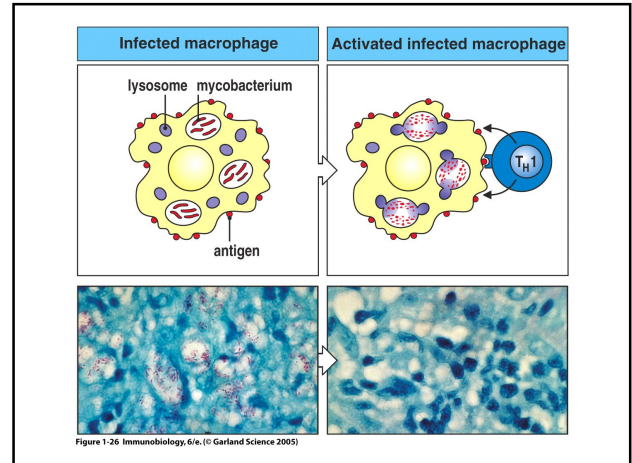 Infected macrophage
Activated infected macrophage
lysosome mycobacterium
antigen
TH1
Figure 1-26 Immunobiology, 6/e. (© Garland Science 2005)